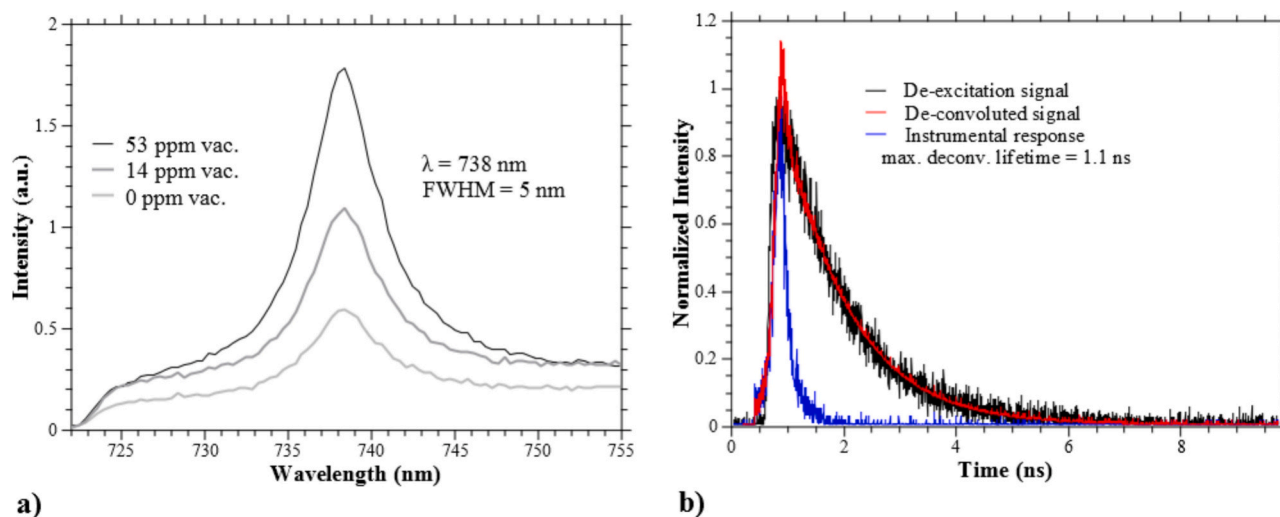 2
1.5
1
0.5
0
Intensity (a.u.)
53 ppm vac.
14 ppm vac.
0 ppm vac.
λ = 738 nm
FWHM = 5 nm
725 730 735 740 745 750 755
Wavelength (nm)
a)
1.2
1
0.8
0.6
0.4
0.2
0
Normalized Intensity
De-excitation signal
De-convoluted signal
Instrumental response
max. deconv. lifetime = 1.1 ns
0 2 4 6 8
Time (ns)
b)